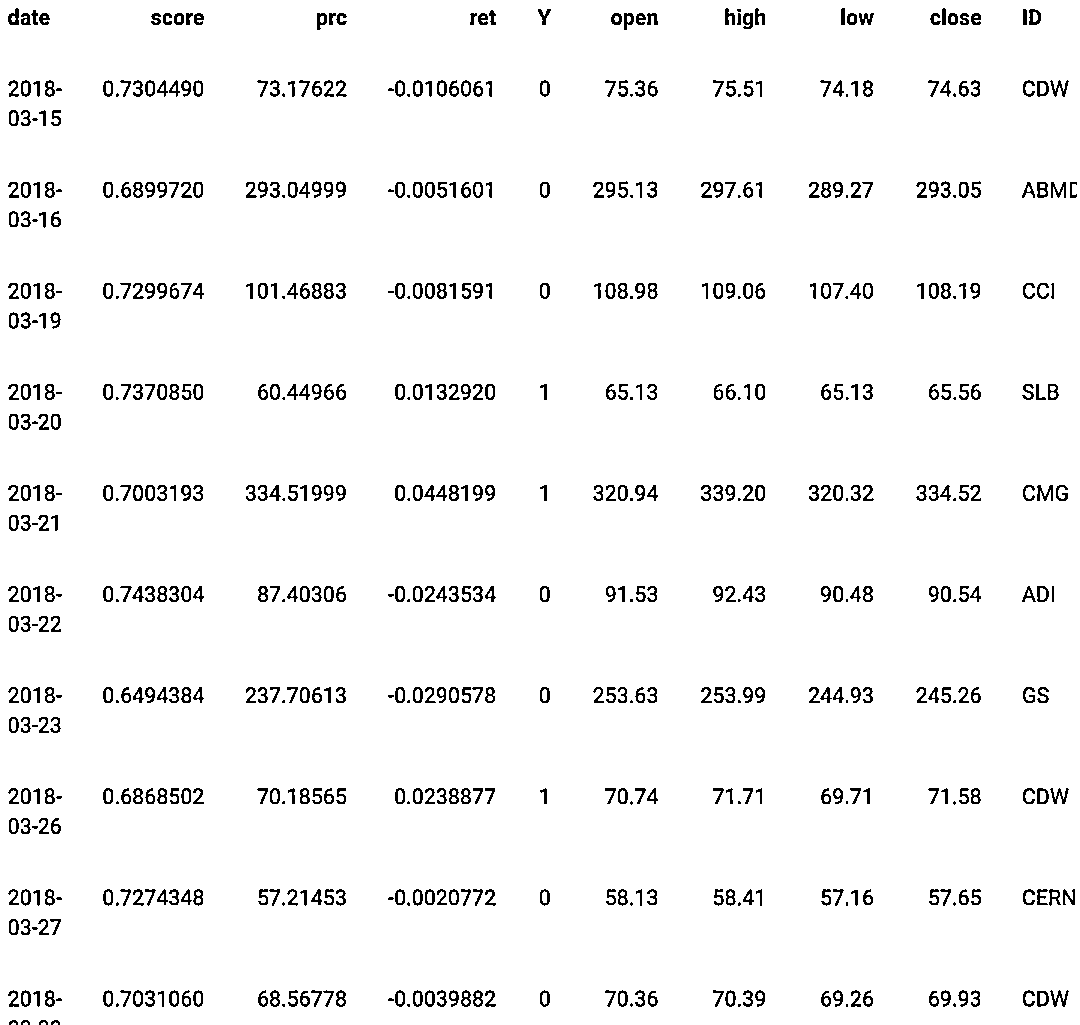 date score prc ret Y open high low close ID
2018- 0.7304490 73.17622 -0.0106061 0 75.36 75.51 74.18 74.63 CDW
03-15
2018- 0.6899720 293.04999 -0.0051601 0 295.13 297.61 289.27 293.05 ABMD
03-16
2018- 0.7299674 101.46883 -0.0081591 0 108.98 109.06 107.40 108.19 CCI
03-19
2018- 0.7370850 60.44966 0.0132920 1 65.13 66.10 65.13 65.56 SLB
03-20
2018- 0.7003193 334.51999 0.0448199 1 320.94 339.20 320.32 334.52 CMG
03-21
2018- 0.7438304 87.40306 -0.0243534 0 91.53 92.43 90.48 90.54 ADI
03-22
2018- 0.6494384 237.70613 -0.0290578 0 253.63 253.99 244.93 245.26 GS
03-23
2018- 0.6868502 70.18565 0.0238877 1 70.74 71.71 69.71 71.58 CDW
03-26
2018- 0.7274348 57.21453 -0.0020772 0 58.13 58.41 57.16 57.65 CERN
03-27
2018- 0.7031060 68.56778 -0.0039882 0 70.36 70.39 69.26 69.93 CDW